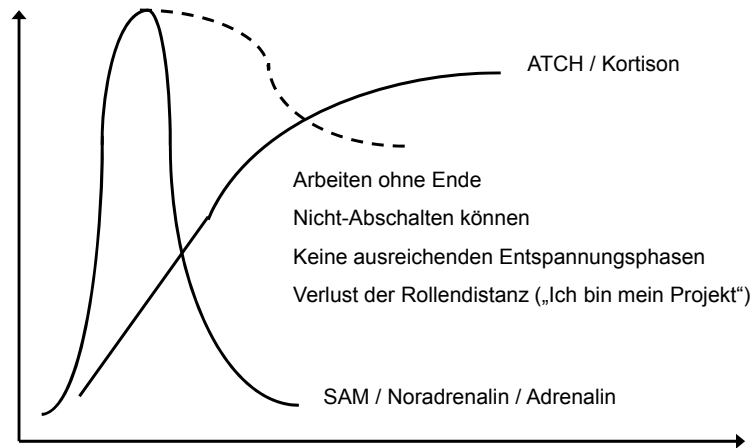 ATCH / Kortison
Arbeiten ohne Ende
Nicht-Abschalten können
Keine ausreichenden Entspannungsphasen
Verlust der Rollendistanz („Ich bin mein Projekt“)
SAM / Noradrenalin / Adrenalin